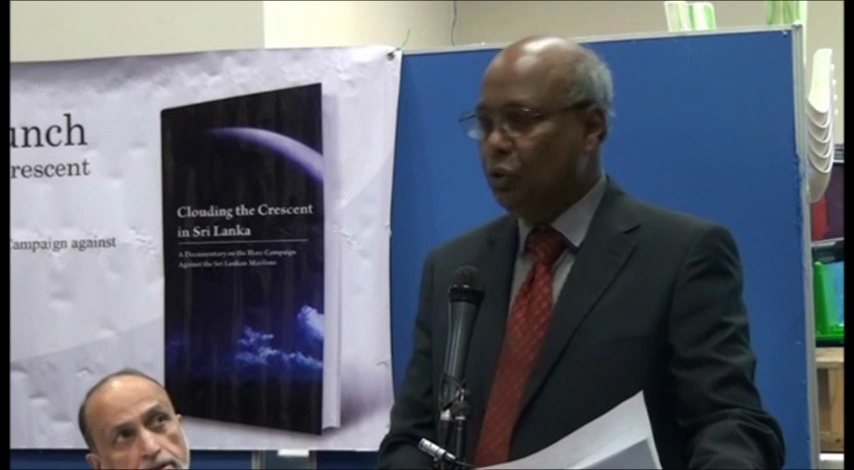 unch
rescent
ampaign against
Clouding the Crescent
in Sri Lanka
A Documentary on the Hate Campaign
Against the Sri Lankan Muslims